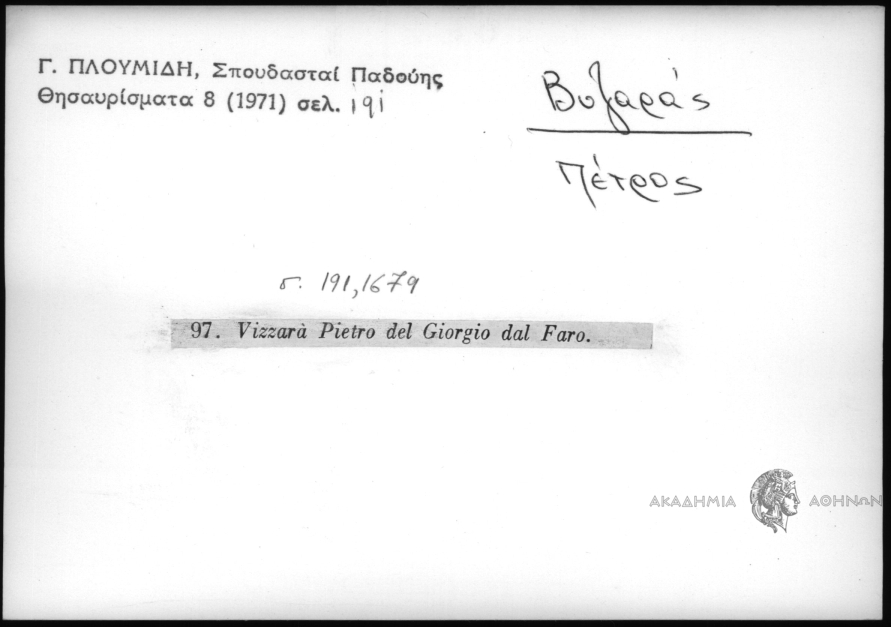 Γ. ΠΛΟΥΜΙΔΗ, Σπουδασταί Παδούης
Θησαυρίσματα 8 (1971) σελ. 191
Βυζαράς
Πέτρος
σ. 191, 1679
97. Vizzarà Pietro del Giorgio dal Faro.
ΑΚΑΔΗΜΙΑ ΑΘΗΝΩΝ